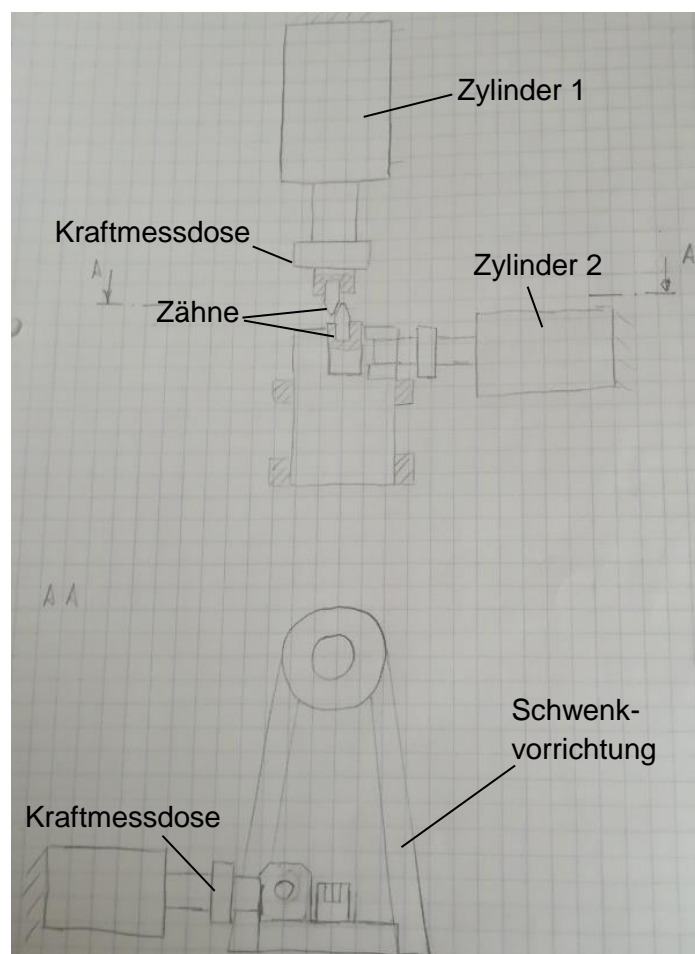 Zylinder 1
Kraftmessdose
A
A
Zylinder 2
Zähne
A A
Schwenk-
vorrichtung
Kraftmessdose